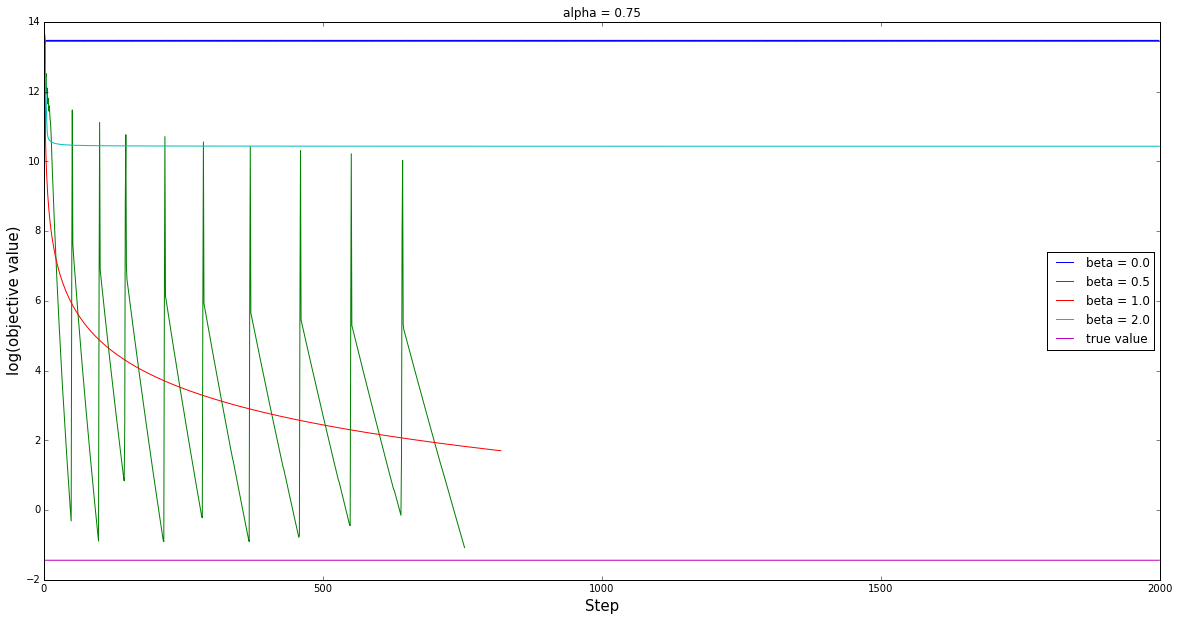 alpha = 0.75
14
12
10
8
6
4
2
0
−2
log(objective value)
beta = 0.0
beta = 0.5
beta = 1.0
beta = 2.0
true value
0
500
1000
1500
2000
Step